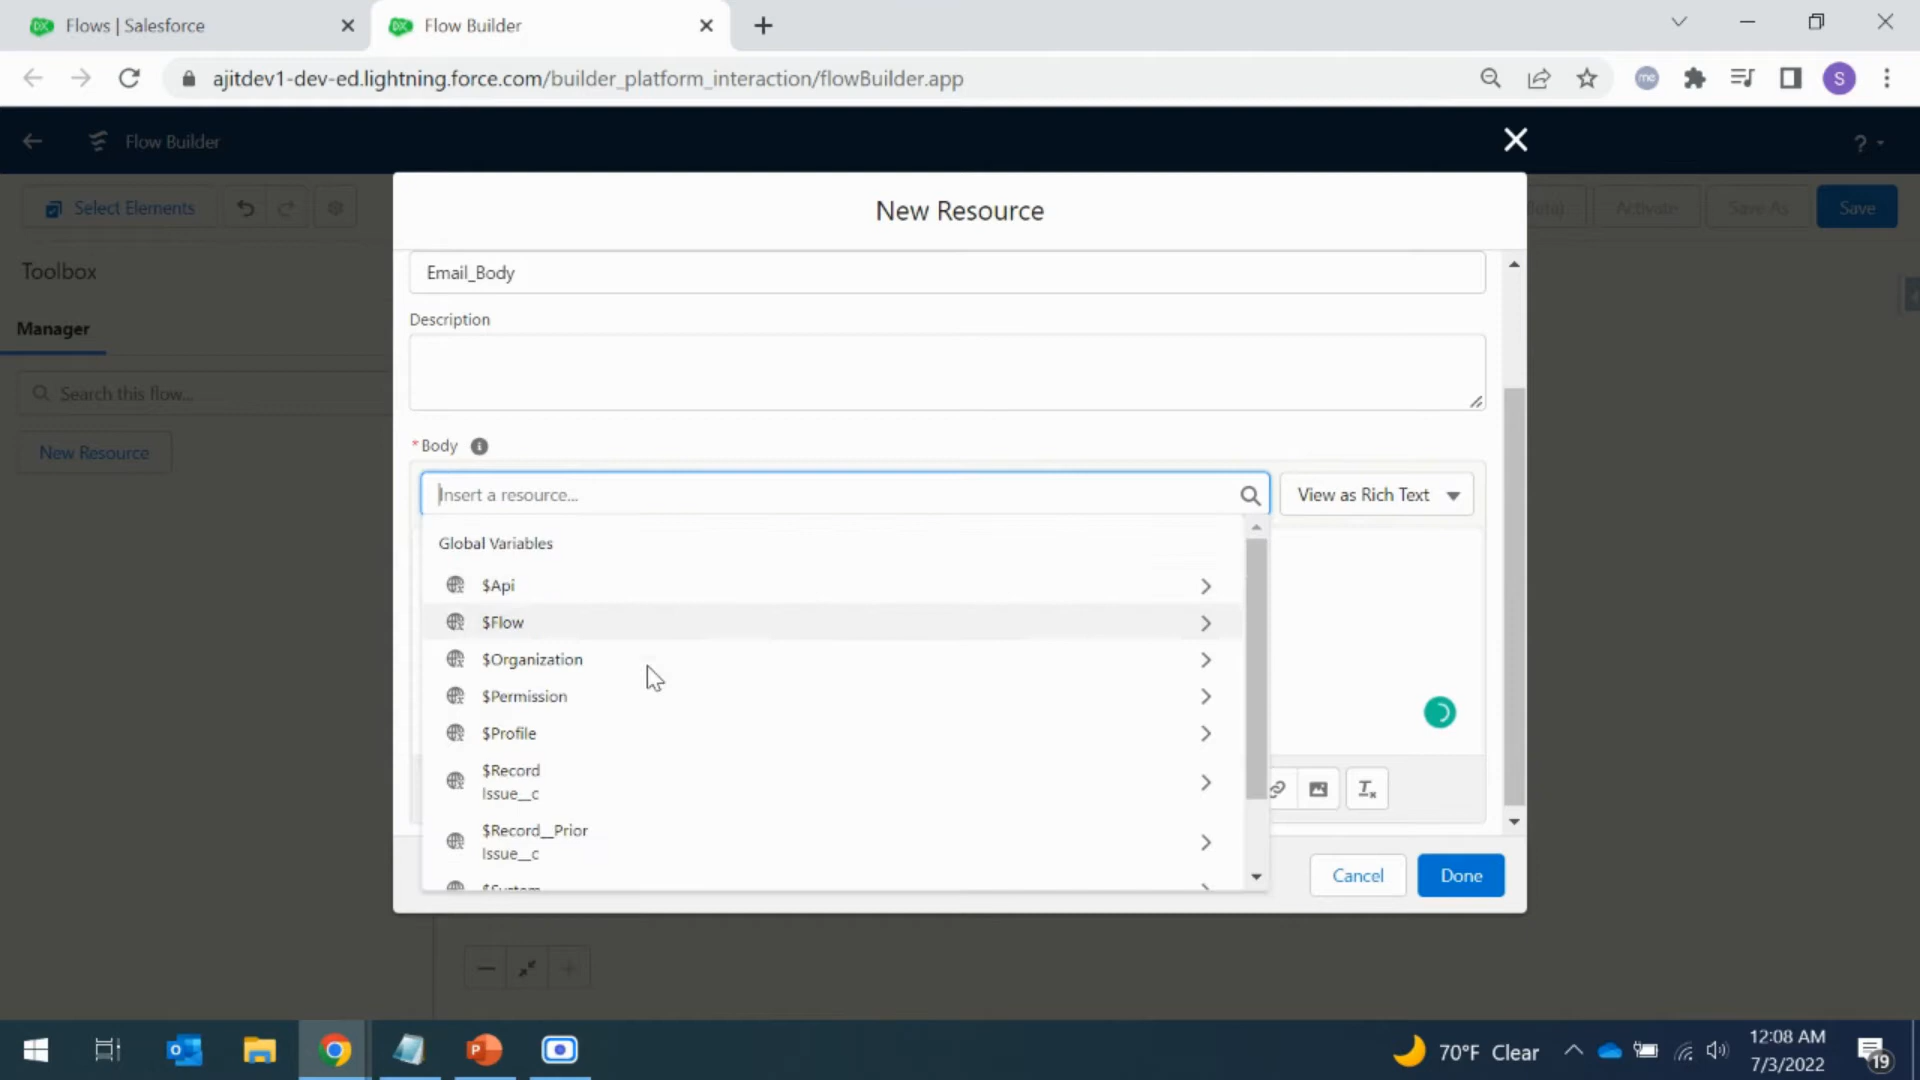 Flows | Salesforce
Flow Builder
ajitdev1-dev-ed.lightning.force.com/builder_platform_interaction/flowBuilder.app
me
S
Flow Builder
?
New Resource
Select Elements
Activate
Save As
Save
Toolbox
Manager
Search this flow...
New Resource
Email_Body
Description
*Body
Insert a resource...
View as Rich Text
Global Variables
$Api
$Flow
$Organization
$Permission
$Profile
$Record
Issue__c
$Record__Prior
Issue__c
$System
Cancel
Done
70°F Clear
12:08 AM
7/3/2022
19